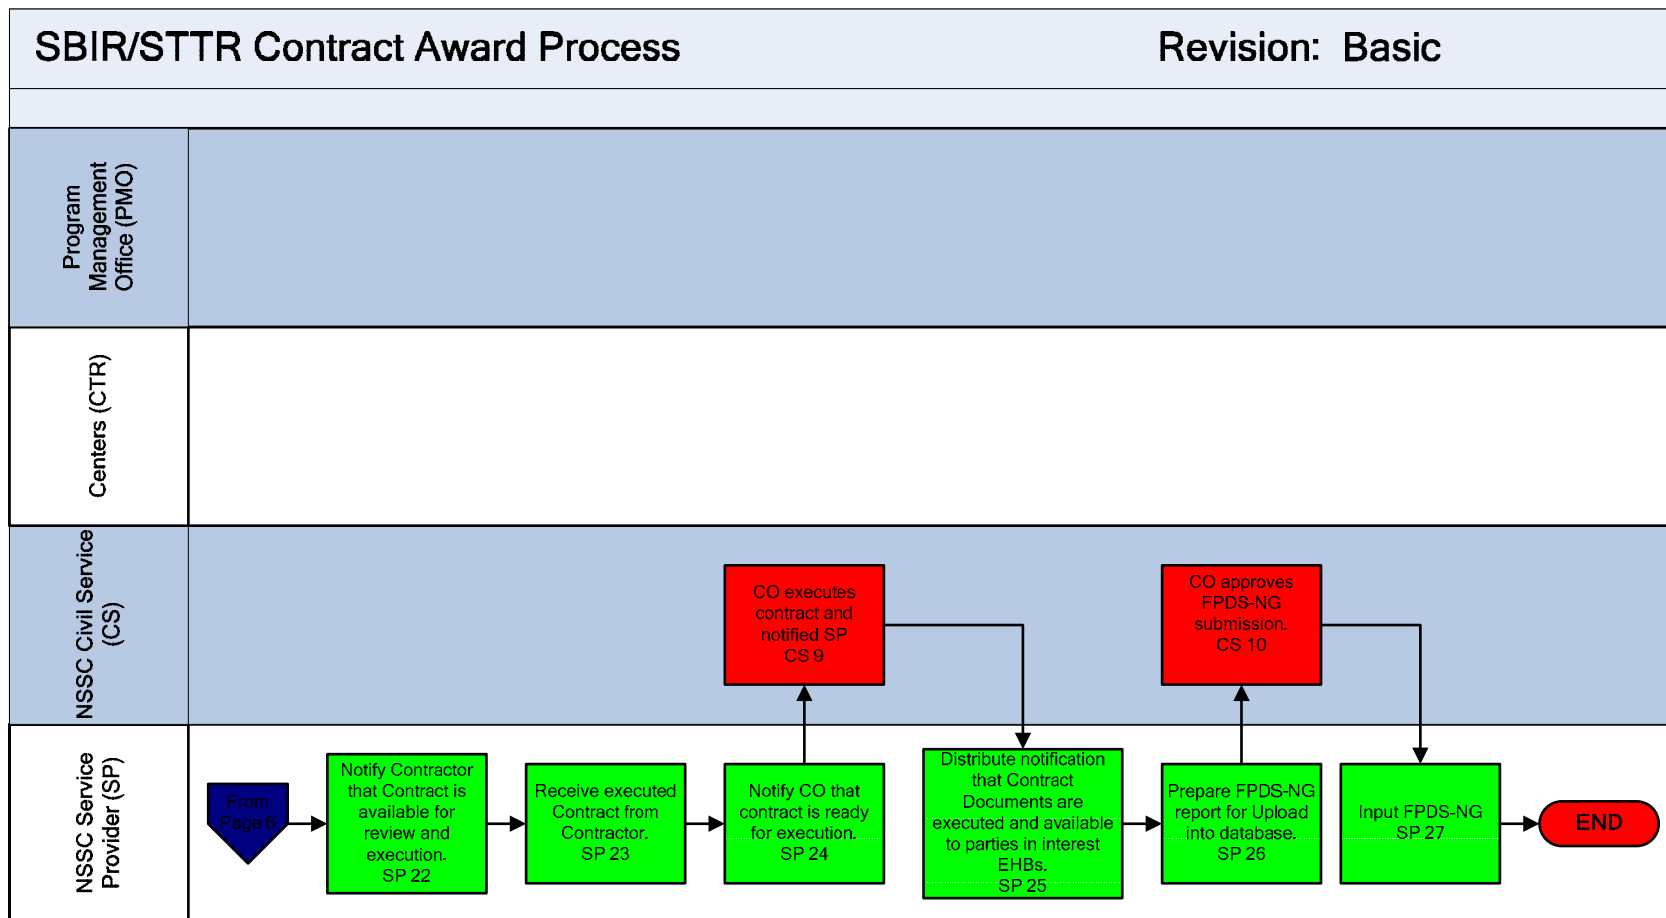 SBIR/STTR Contract Award Process
Revision: Basic
Program
Management
Office (PMO)
Centers (CTR)
NSSC Civil Service
(CS)
CO executes
contract and
notified SP
CS 9
CO approves
FPDS-NG
submission.
CS 10
NSSC Service
Provider (SP)
From
Page 6
Notify Contractor
that Contract is
available for
review and
execution.
SP 22
Receive executed
Contract from
Contractor.
SP 23
Notify CO that
contract is ready
for execution.
SP 24
Distribute notification
that Contract
Documents are
executed and available
to parties in interest
EHBs.
SP 25
Prepare FPDS-NG
report for Upload
into database.
SP 26
Input FPDS-NG
SP 27
END